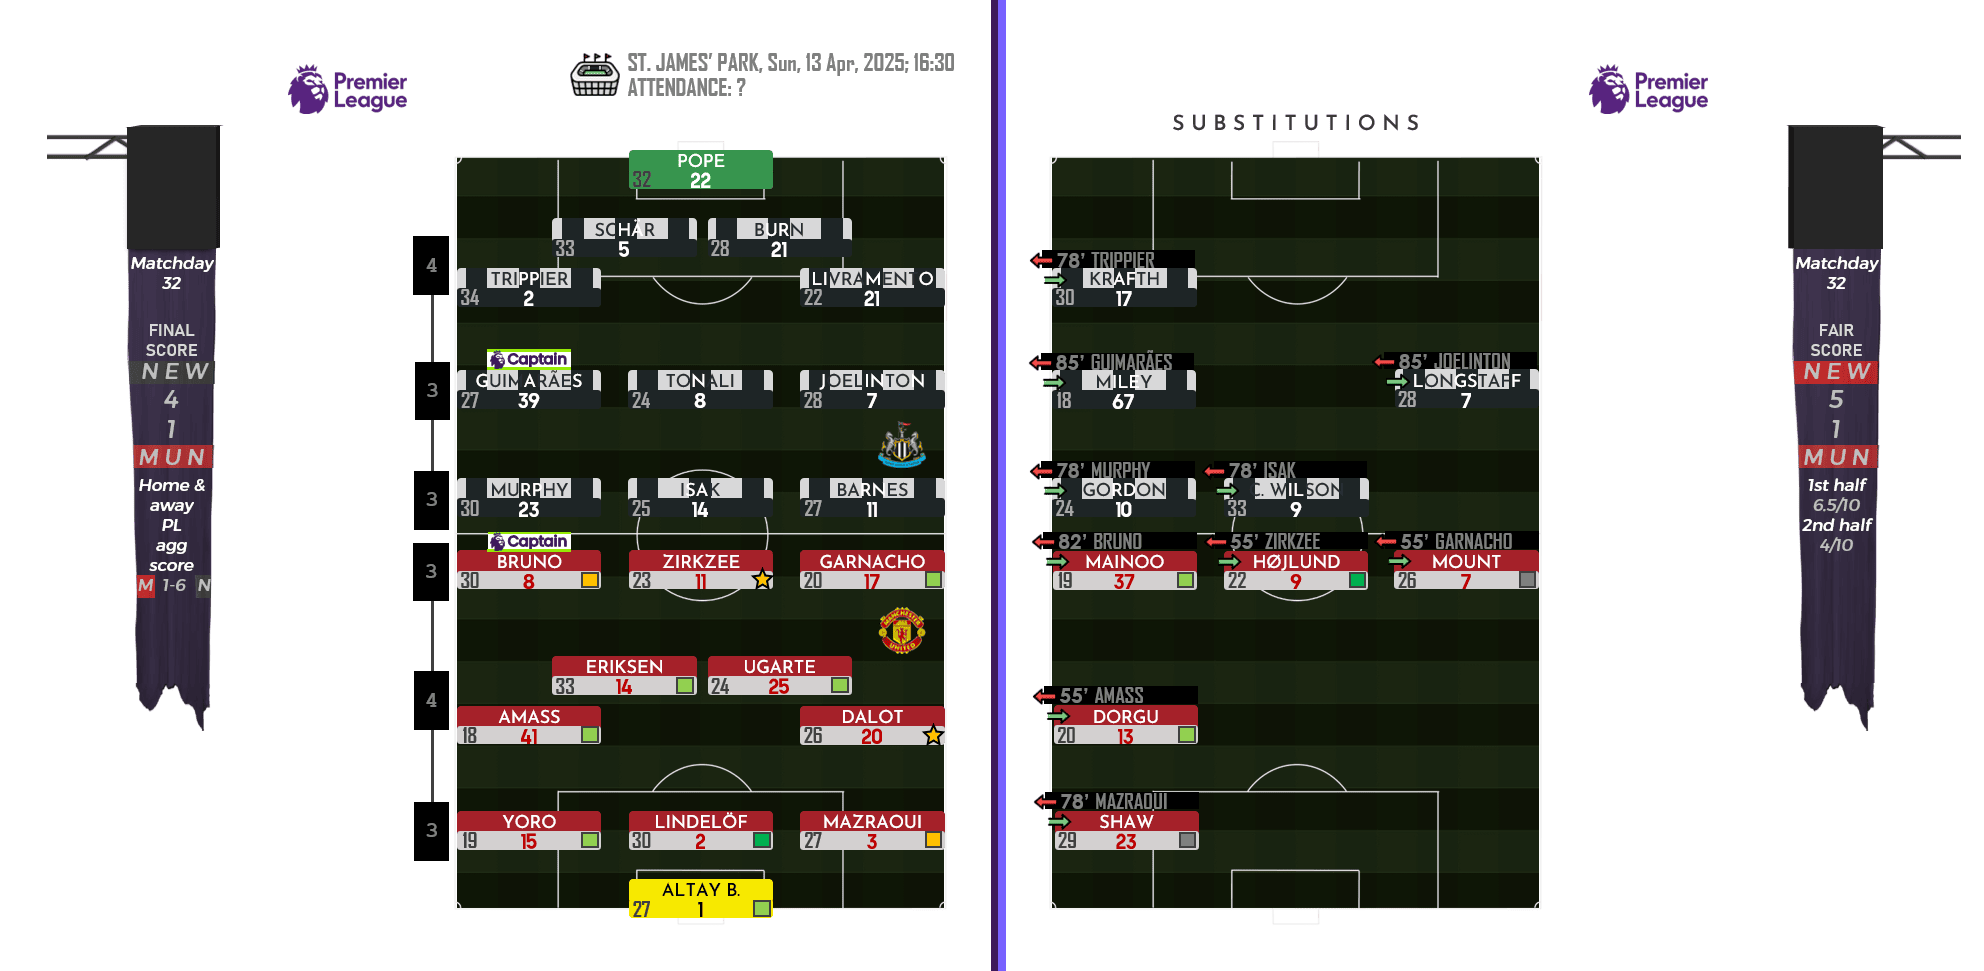 Premier
League
ST. JAMES' PARK, Sun, 13 Apr, 2025; 16:30
ATTENDANCE: ?
Matchday
32
FINAL
SCORE
NEW
4
1
MUN
Home &
away
PL
agg
score
M 1-6 N
4
3
3
3
4
3
POPE
32 22
SCHÄR BURN
33 5 28 21
TRIPPIER LIVRAMENTO
34 2 22 21
Captain
GUIMARÃES TONALI JOELINTON
27 39 24 8 28 7
MURPHY ISAK BARNES
30 23 25 14 27 11
Captain
BRUNO ZIRKZEE GARNACHO
30 8 23 11 20 17
ERIKSEN UGARTE
33 14 24 25
AMASS DALOT
18 41 26 20
YORO LINDELÖF MAZRAOUI
19 15 30 2 27 3
ALTAY B.
27 1
Premier
League
SUBSTITUTIONS
78' TRIPPIER
KRAFTH
30 17
85' GUIMARÃES 85' JOELINTON
MILEY LONGSTAFF
18 67 28 7
78' MURPHY 78' ISAK
GORDON C. WILSON
24 10 33 9
82' BRUNO 55' ZIRKZEE 55' GARNACHO
MAINOO HØJLUND MOUNT
19 37 22 9 26 7
55' AMASS
DORGU
20 13
78' MAZRAOUI
SHAW
29 23
Matchday
32
FAIR
SCORE
NEW
5
1
MUN
1st half
6.5/10
2nd half
4/10